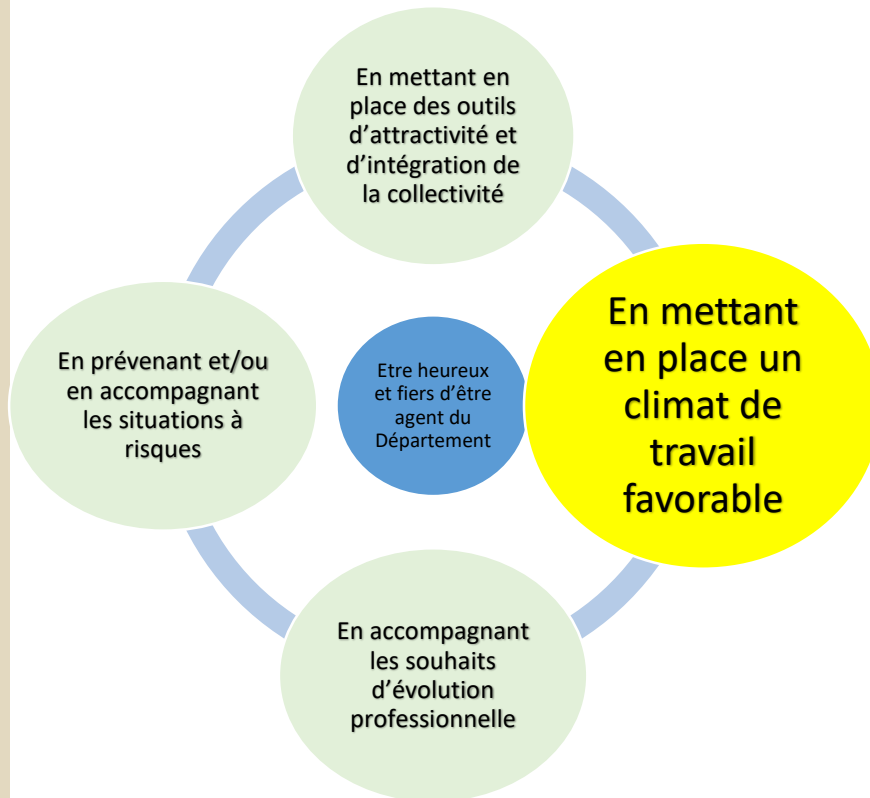 En mettant en
place des outils
d’attractivité et
d’intégration de
la collectivité
En mettant
en place un
climat de
travail
favorable
En prévenant et/ou
en accompagnant
les situations à
risques
Etre heureux
et fiers d’être
agent du
Département
En accompagnant
les souhaits
d’évolution
professionnelle